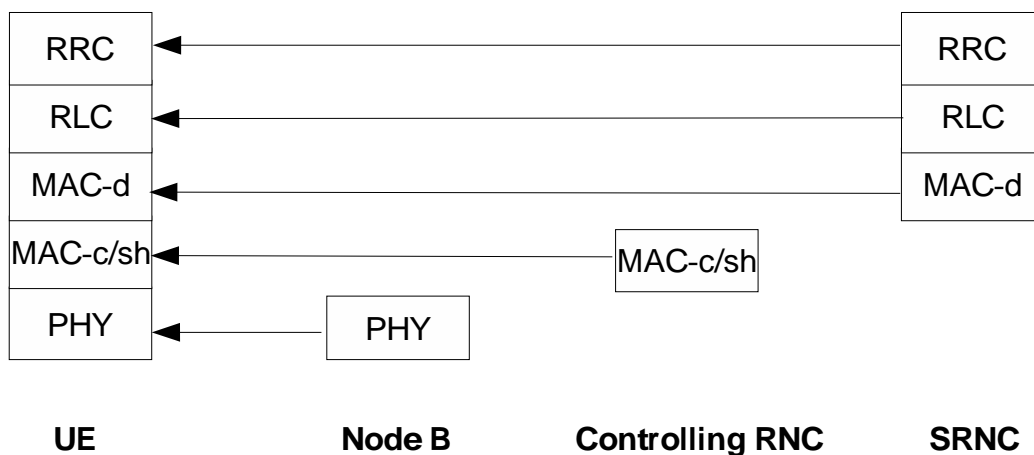 RRC RRC
RLC RLC
MAC-d MAC-d
MAC-c/sh MAC-c/sh
PHY PHY
UE Node B Controlling RNC SRNC